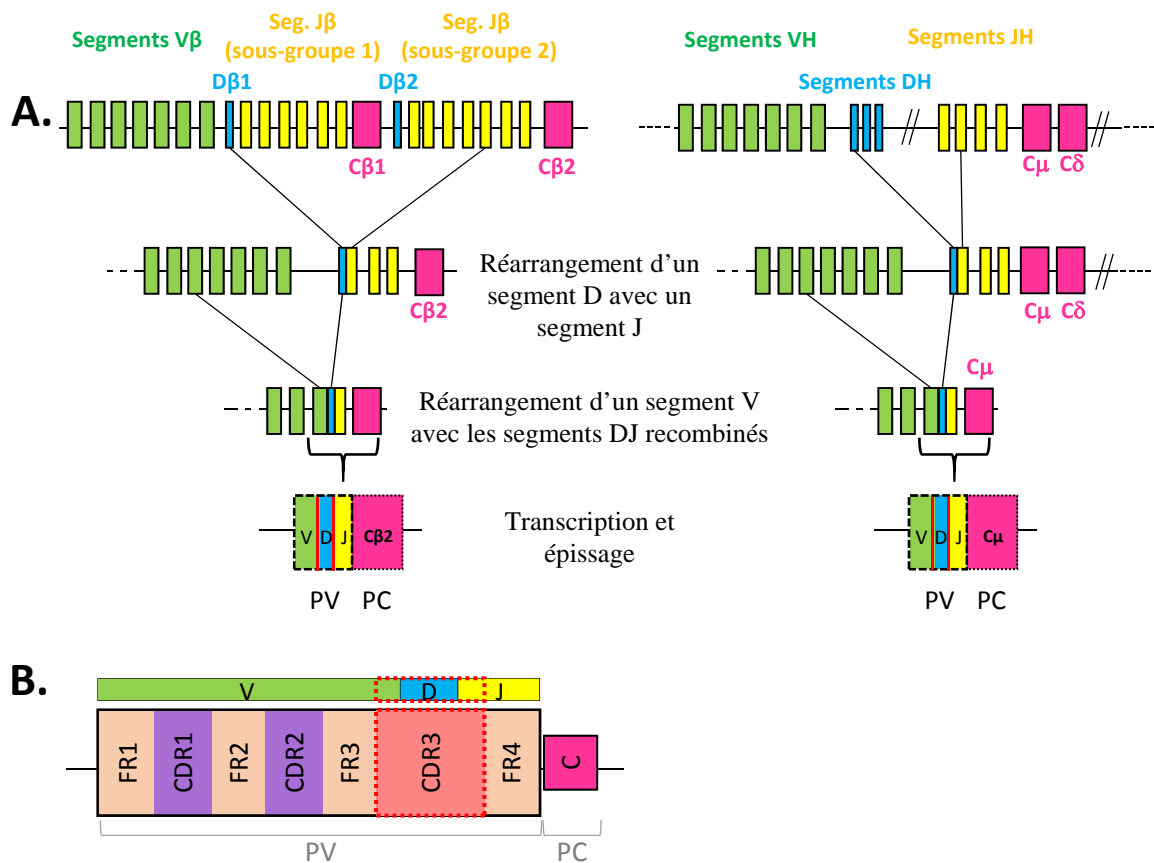 A.
Segments Vβ
Seg. Jβ
(sous-groupe 1)
Seg. Jβ
(sous-groupe 2)
Dβ1
Dβ2
Cβ1
Cβ2
Segments VH
Segments JH
Segments DH
Cμ
Cδ
Cβ2
Réarrangement d’un
segment D avec un
segment J
Cμ
Cδ
Réarrangement d’un segment V
avec les segments DJ recombinés
Cμ
V
D
J
Cβ2
PV
PC
Transcription et
épissage
V
D
J
Cμ
PV
PC
B.
V
D
J
FR1
CDR1
FR2
CDR2
FR3
CDR3
FR4
C
PV
PC